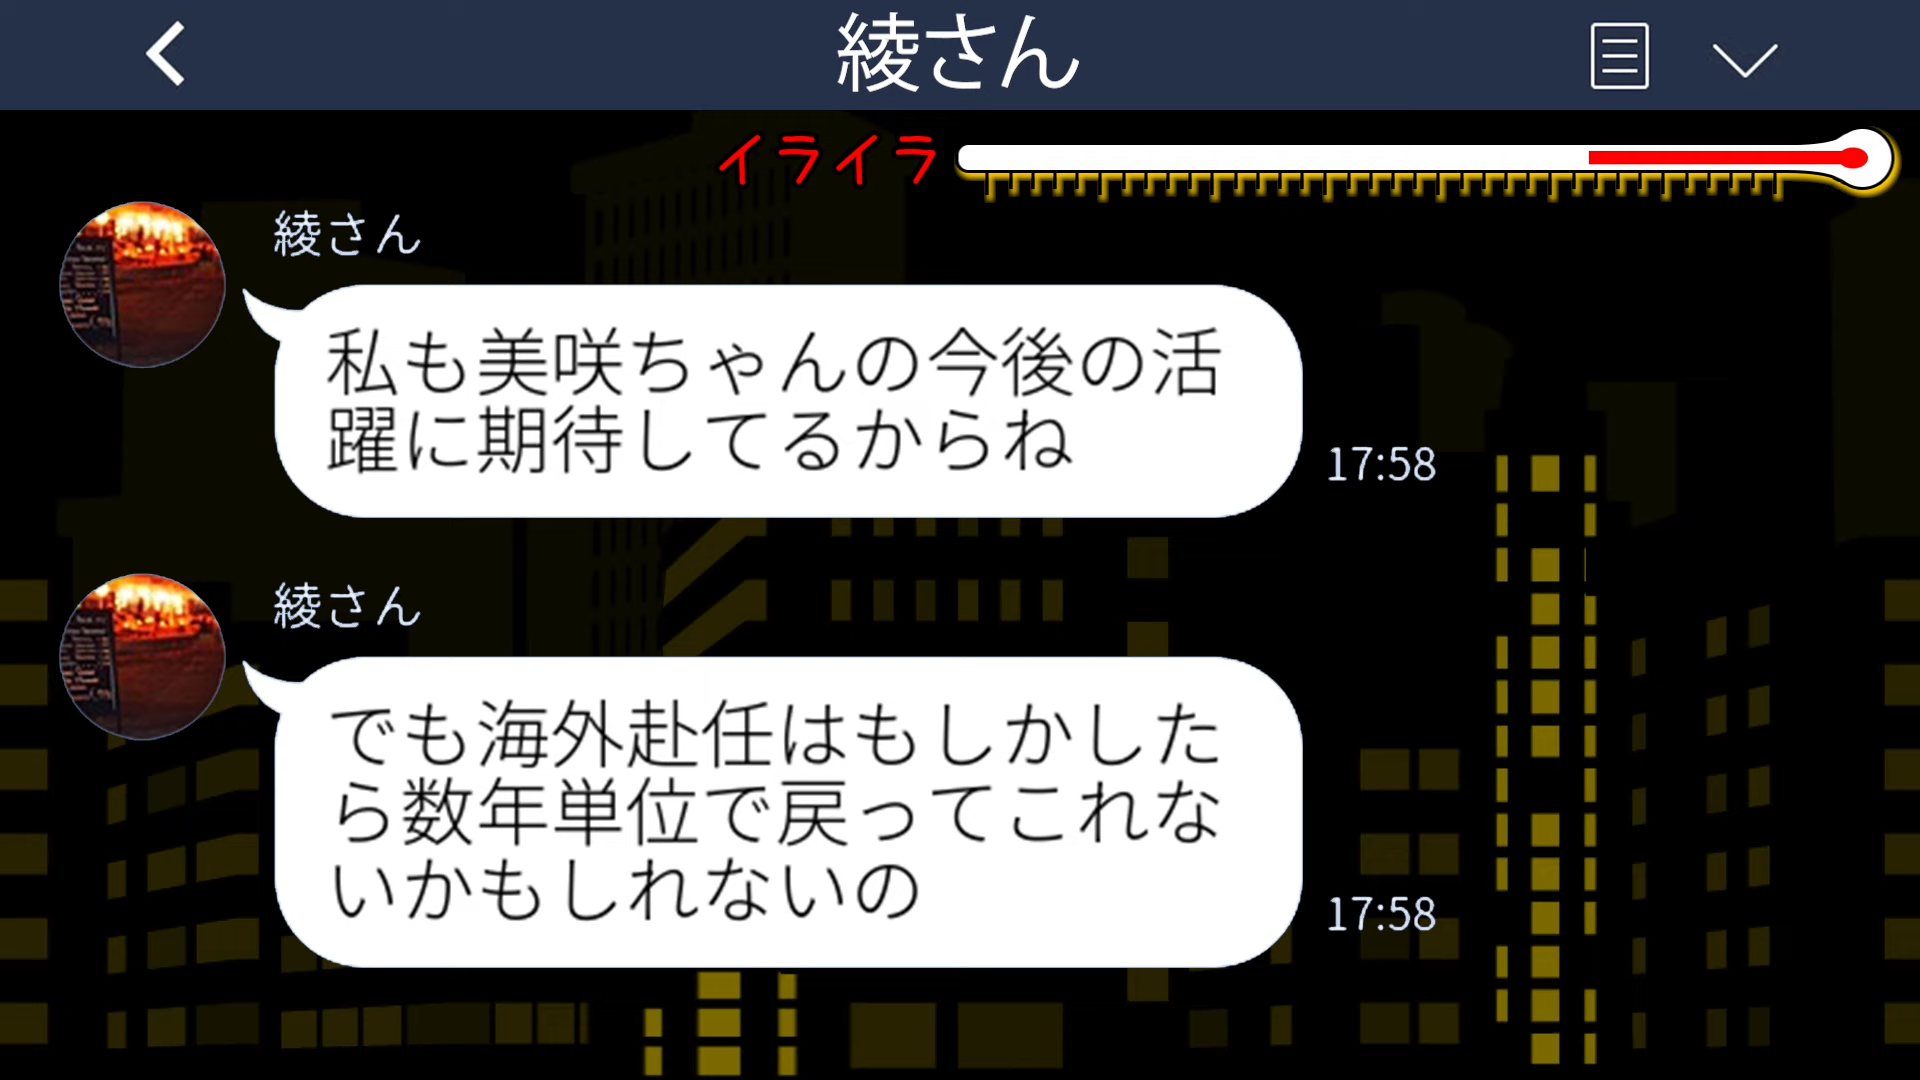 綾さん
イライラ
綾さん
私も美咲ちゃんの今後の活
躍に期待してるからね
17:58
綾さん
でも海外赴任はもしかした
ら数年単位で戻ってこれな
いかもしれないの
17:58